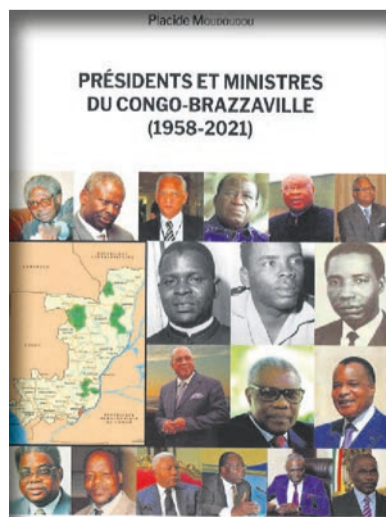 Placide Moudoudou
PRÉSIDENTS ET MINISTRES
DU CONGO-BRAZZAVILLE
(1958-2021)